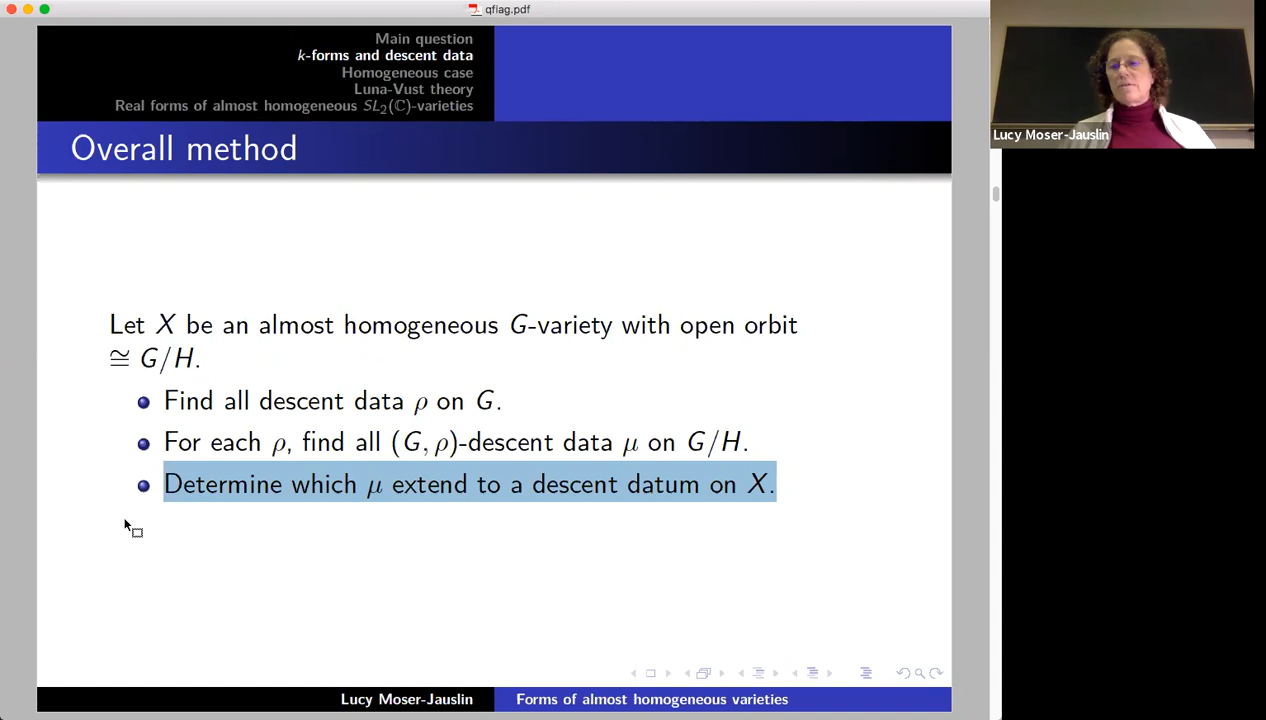 qflag.pdf
Main question
k-forms and descent data
Homogeneous case
Luna-Vust theory
Real forms of almost homogeneous SL₂(ℂ)-varieties
Overall method
Let X be an almost homogeneous G-variety with open orbit
≅ G/H.
Find all descent data ρ on G.
For each ρ, find all (G, ρ)-descent data μ on G/H.
Determine which μ extend to a descent datum on X.
Lucy Moser-Jauslin
Forms of almost homogeneous varieties
Lucy Moser-Jauslin